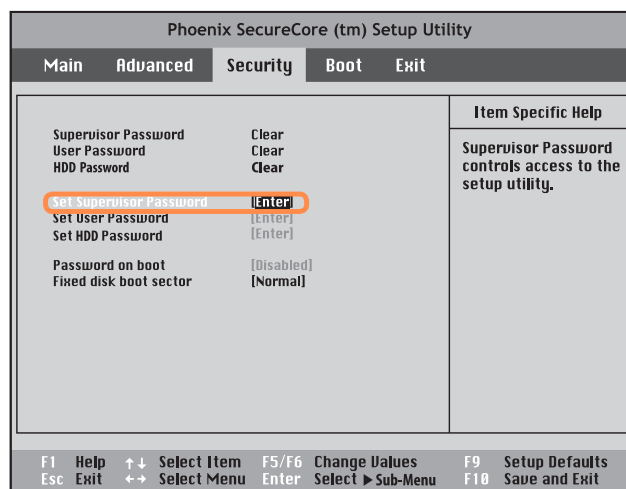 Phoenix SecureCore (tm) Setup Utility
Main Advanced Security Boot Exit
Supervisor Password Clear
User Password Clear
HDD Password Clear
Set Supervisor Password [Enter]
Set User Password [Enter]
Set HDD Password [Enter]
Password on boot [Disabled]
Fixed disk boot sector [Normal]
Item Specific Help
Supervisor Password
controls access to the
setup utility.
F1 Help ↑↓ Select Item F5/F6 Change Values F9 Setup Defaults
Esc Exit ←→ Select Menu Enter Select ▶ Sub-Menu F10 Save and Exit